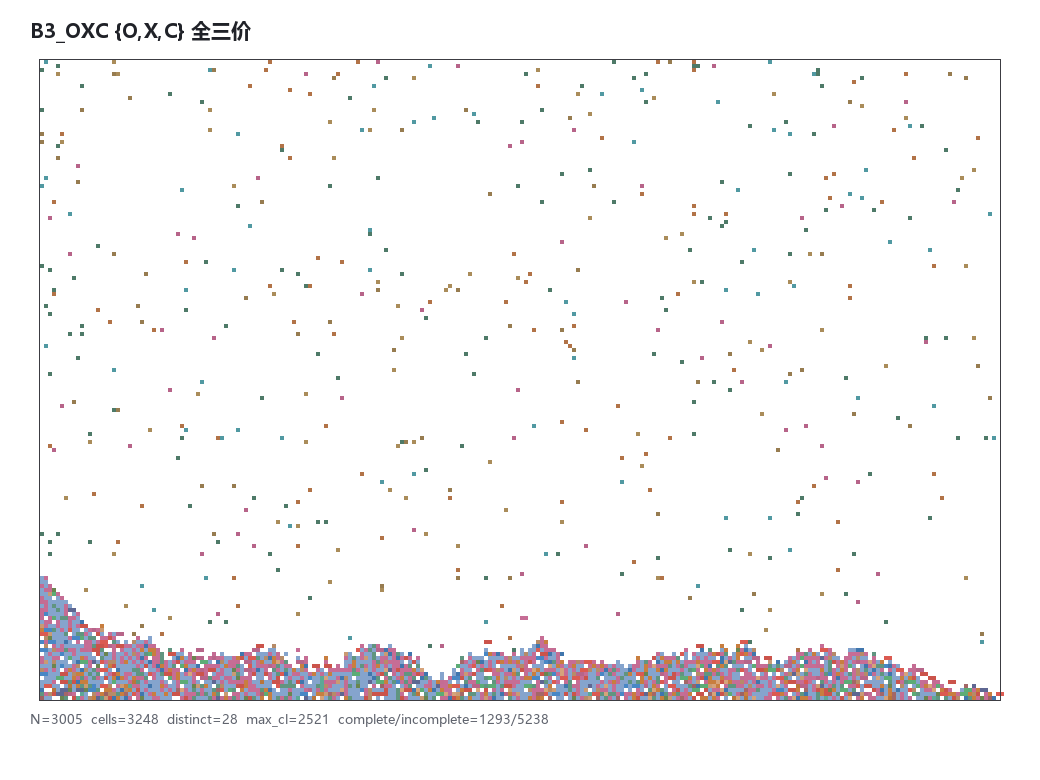 B3_OXC {O,X,C} 全三价
N=3005 cells=3248 distinct=28 max_cl=2521 complete/incomplete=1293/5238